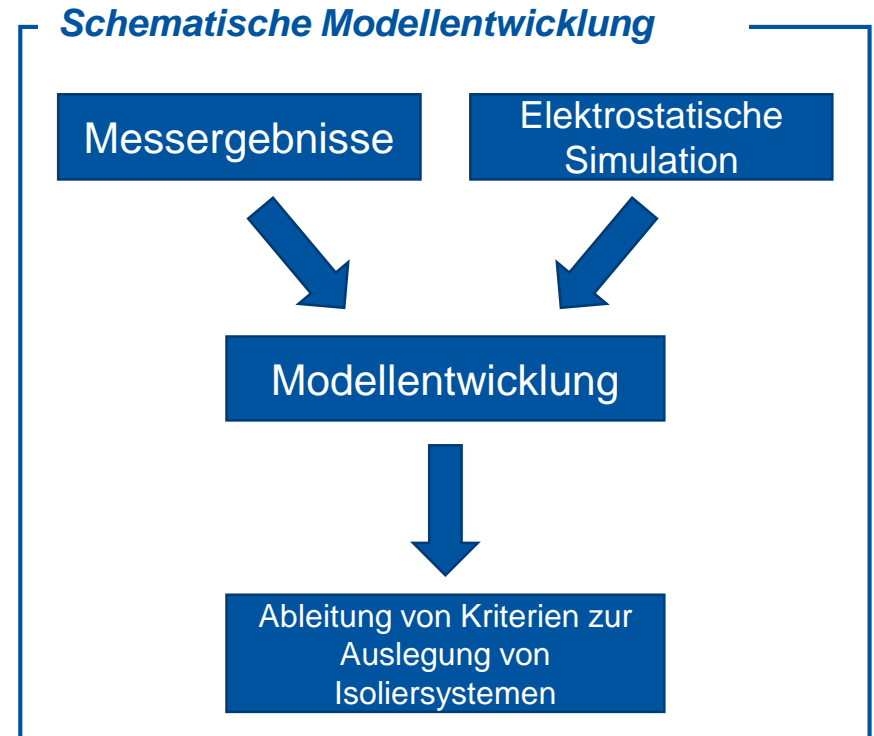 Schematische Modellentwicklung
Messergebnisse
Elektrostatische
Simulation
Modellentwicklung
Ableitung von Kriterien zur
Auslegung von
Isoliersystemen